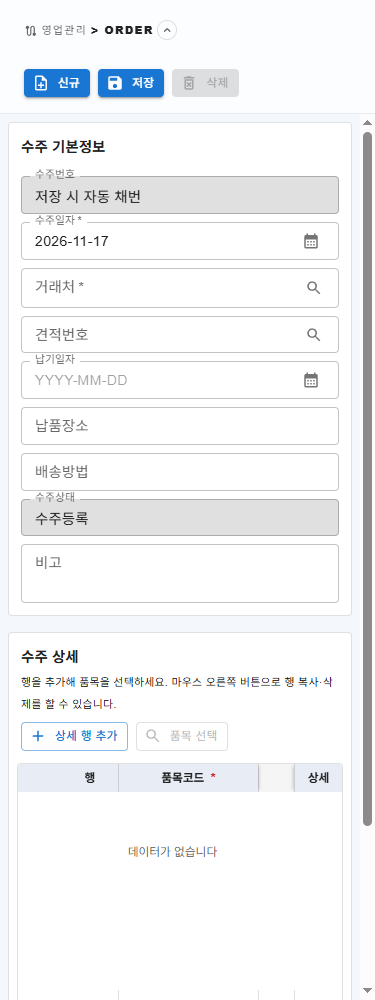 영업관리 > ORDER
신규 저장 삭제
수주 기본정보
수주번호
저장 시 자동 채번
수주일자 *
2026-11-17
거래처 *
견적번호
납기일자
YYYY-MM-DD
납품장소
배송방법
수주상태
수주등록
비고
수주 상세
행을 추가해 품목을 선택하세요. 마우스 오른쪽 버튼으로 행 복사·삭
제를 할 수 있습니다.
상세 행 추가 품목 선택
행 품목코드 * 상세
데이터가 없습니다